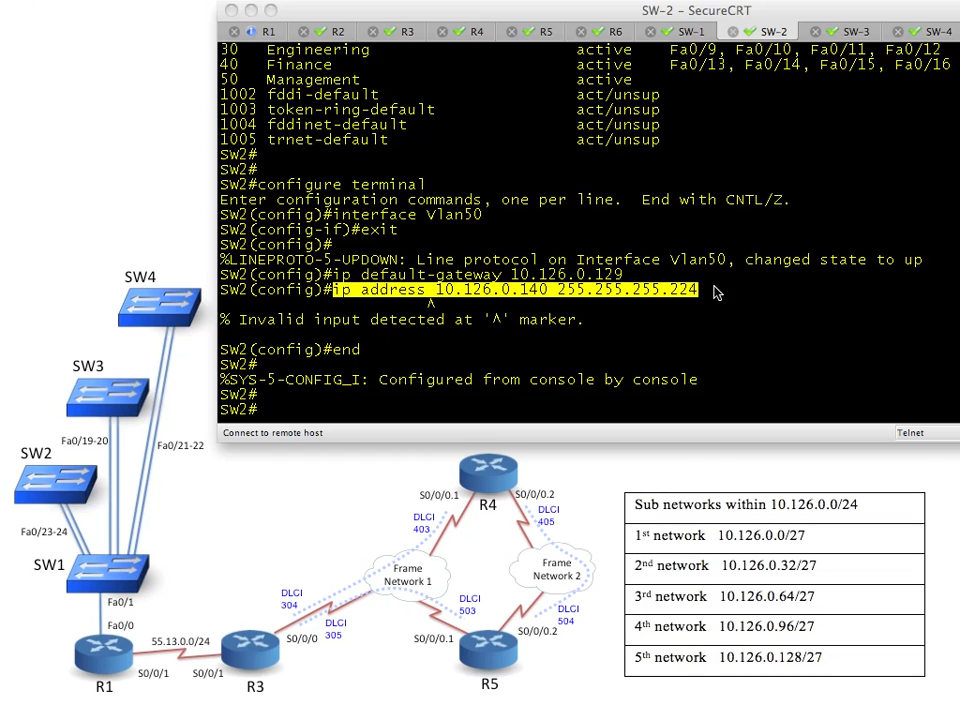 SW-2 - SecureCRT
R1 R2 R3 R4 R5 R6 SW-1 SW-2 SW-3 SW-4
30 Engineering active Fa0/9, Fa0/10, Fa0/11, Fa0/12
40 Finance active Fa0/13, Fa0/14, Fa0/15, Fa0/16
50 Management active
1002 fddi-default act/unsup
1003 token-ring-default act/unsup
1004 fddinet-default act/unsup
1005 trnet-default act/unsup
SW2#
SW2#
SW2#configure terminal
Enter configuration commands, one per line. End with CNTL/Z.
SW2(config)#interface Vlan50
SW2(config-if)#exit
SW2(config)#
%LINEPROTO-5-UPDOWN: Line protocol on Interface Vlan50, changed state to up
SW2(config)#ip default-gateway 10.126.0.129
SW2(config)#ip address 10.126.0.140 255.255.255.224
^
% Invalid input detected at '^' marker.
SW2(config)#end
SW2#
%SYS-5-CONFIG_I: Configured from console by console
SW2#
SW2#
Connect to remote host
Telnet
SW4
SW3
Fa0/19-20
Fa0/21-22
SW2
Fa0/23-24
SW1
Fa0/1
Fa0/0
R1
S0/0/1
55.13.0.0/24
S0/0/1
R3
S0/0/0
DLCI
304
DLCI
305
Frame
Network 1
DLCI
403
S0/0/0.1
R4
S0/0/0.2
DLCI
405
Frame
Network 2
DLCI
503
DLCI
504
S0/0/0.1
S0/0/0.2
R5
Sub networks within 10.126.0.0/24
1st network 10.126.0.0/27
2nd network 10.126.0.32/27
3rd network 10.126.0.64/27
4th network 10.126.0.96/27
5th network 10.126.0.128/27